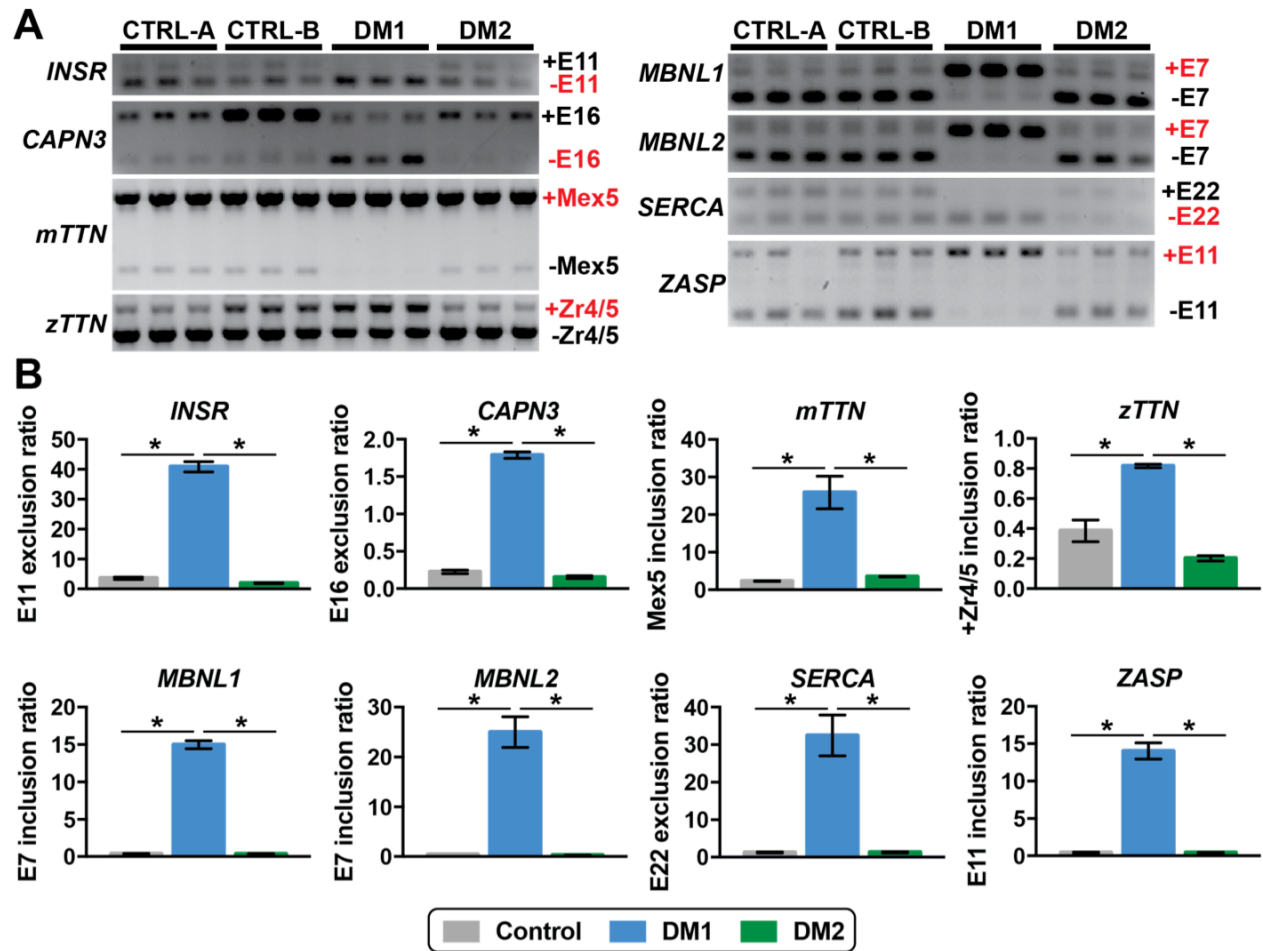 A
CTRL-A CTRL-B DM1 DM2
INSR
+E11
-E11
CAPN3
+E16
-E16
mTTN
+Mex5
-Mex5
zTTN
+Zr4/5
-Zr4/5
CTRL-A CTRL-B DM1 DM2
MBNL1
+E7
-E7
MBNL2
+E7
-E7
SERCA
+E22
-E22
ZASP
+E11
-E11
B
INSR
E11 exclusion ratio
50
40
30
20
10
0
* *
CAPN3
E16 exclusion ratio
2.0
1.5
1.0
0.5
0.0
* *
mTTN
Mex5 inclusion ratio
40
30
20
10
0
* *
zTTN
+Zr4/5 inclusion ratio
1.0
0.8
0.6
0.4
0.2
0.0
* *
MBNL1
E7 inclusion ratio
20
15
10
5
0
* *
MBNL2
E7 inclusion ratio
30
20
10
0
* *
SERCA
E22 exclusion ratio
40
30
20
10
0
* *
ZASP
E11 inclusion ratio
20
15
10
5
0
* *
Control DM1 DM2